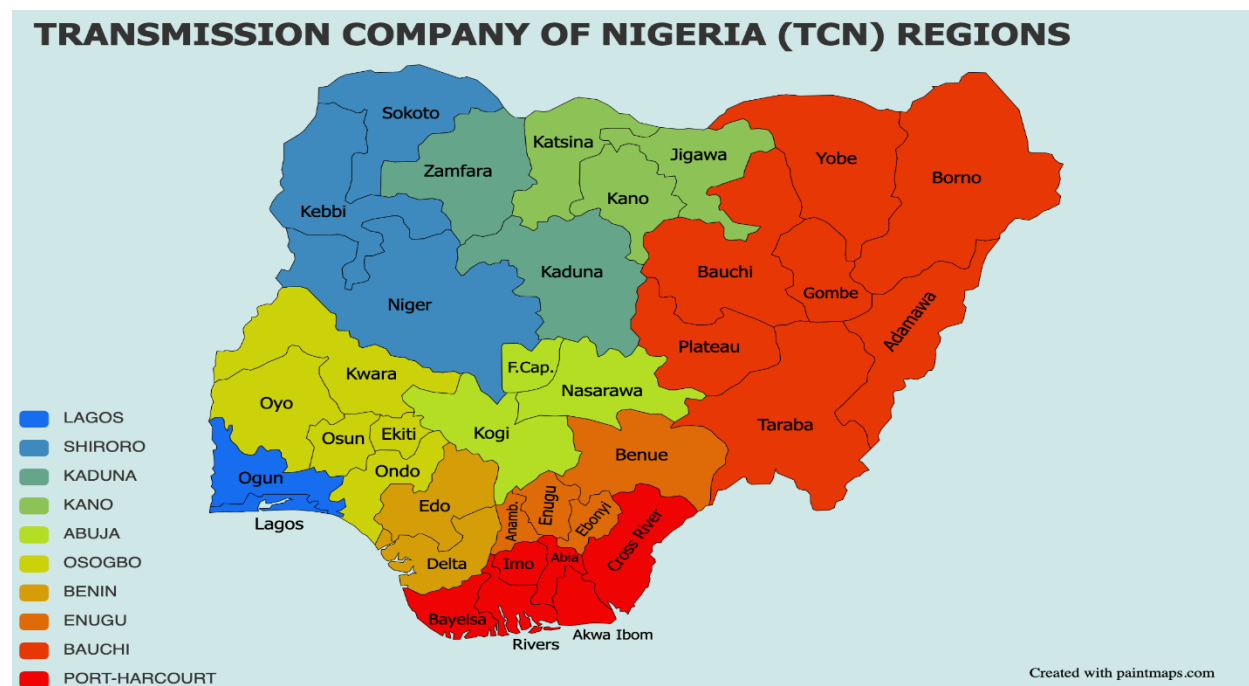 TRANSMISSION COMPANY OF NIGERIA (TCN) REGIONS
Sokoto
Katsina
Jigawa
Yobe
Zamfara
Borno
Kano
Kebbi
Kaduna
Bauchi
Gombe
Niger
Adamawa
Plateau
F.Cap.
Kwara
Nasarawa
Oyo
Taraba
Osun
Ekiti
Kogi
Benue
Ogun
Ondo
Edo
Anamb.
Enugu
Ebonyi
Lagos
Cross River
Delta
Imo
Abia
Bayelsa
Rivers
Akwa Ibom
LAGOS
SHIRORO
KADUNA
KANO
ABUJA
OSOGBO
BENIN
ENUGU
BAUCHI
PORT-HARCOURT
Created with paintmaps.com